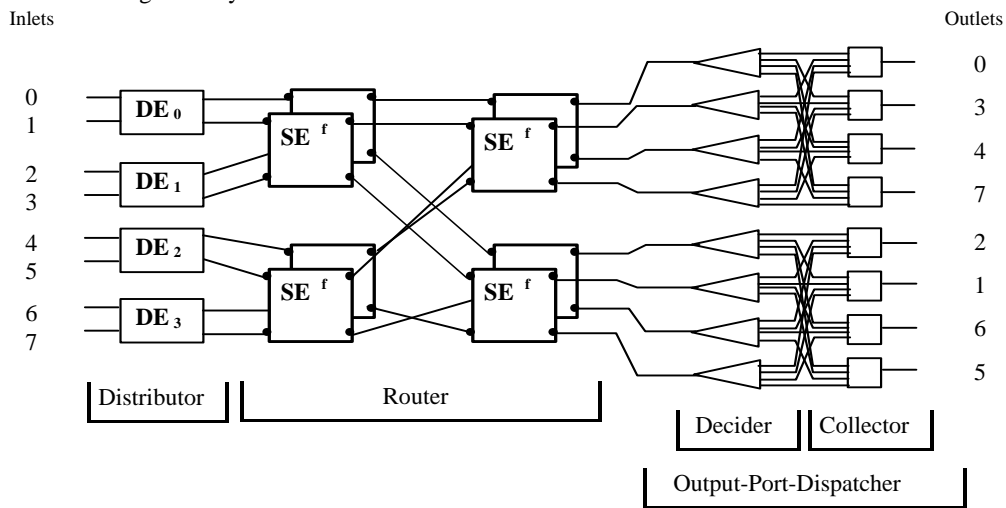 Inlets
Outlets
0
1
2
3
4
5
6
7
DE 0
DE 1
DE 2
DE 3
SE f
SE f
SE f
SE f
0
3
4
7
2
1
6
5
Distributor
Router
Decider
Collector
Output-Port-Dispatcher